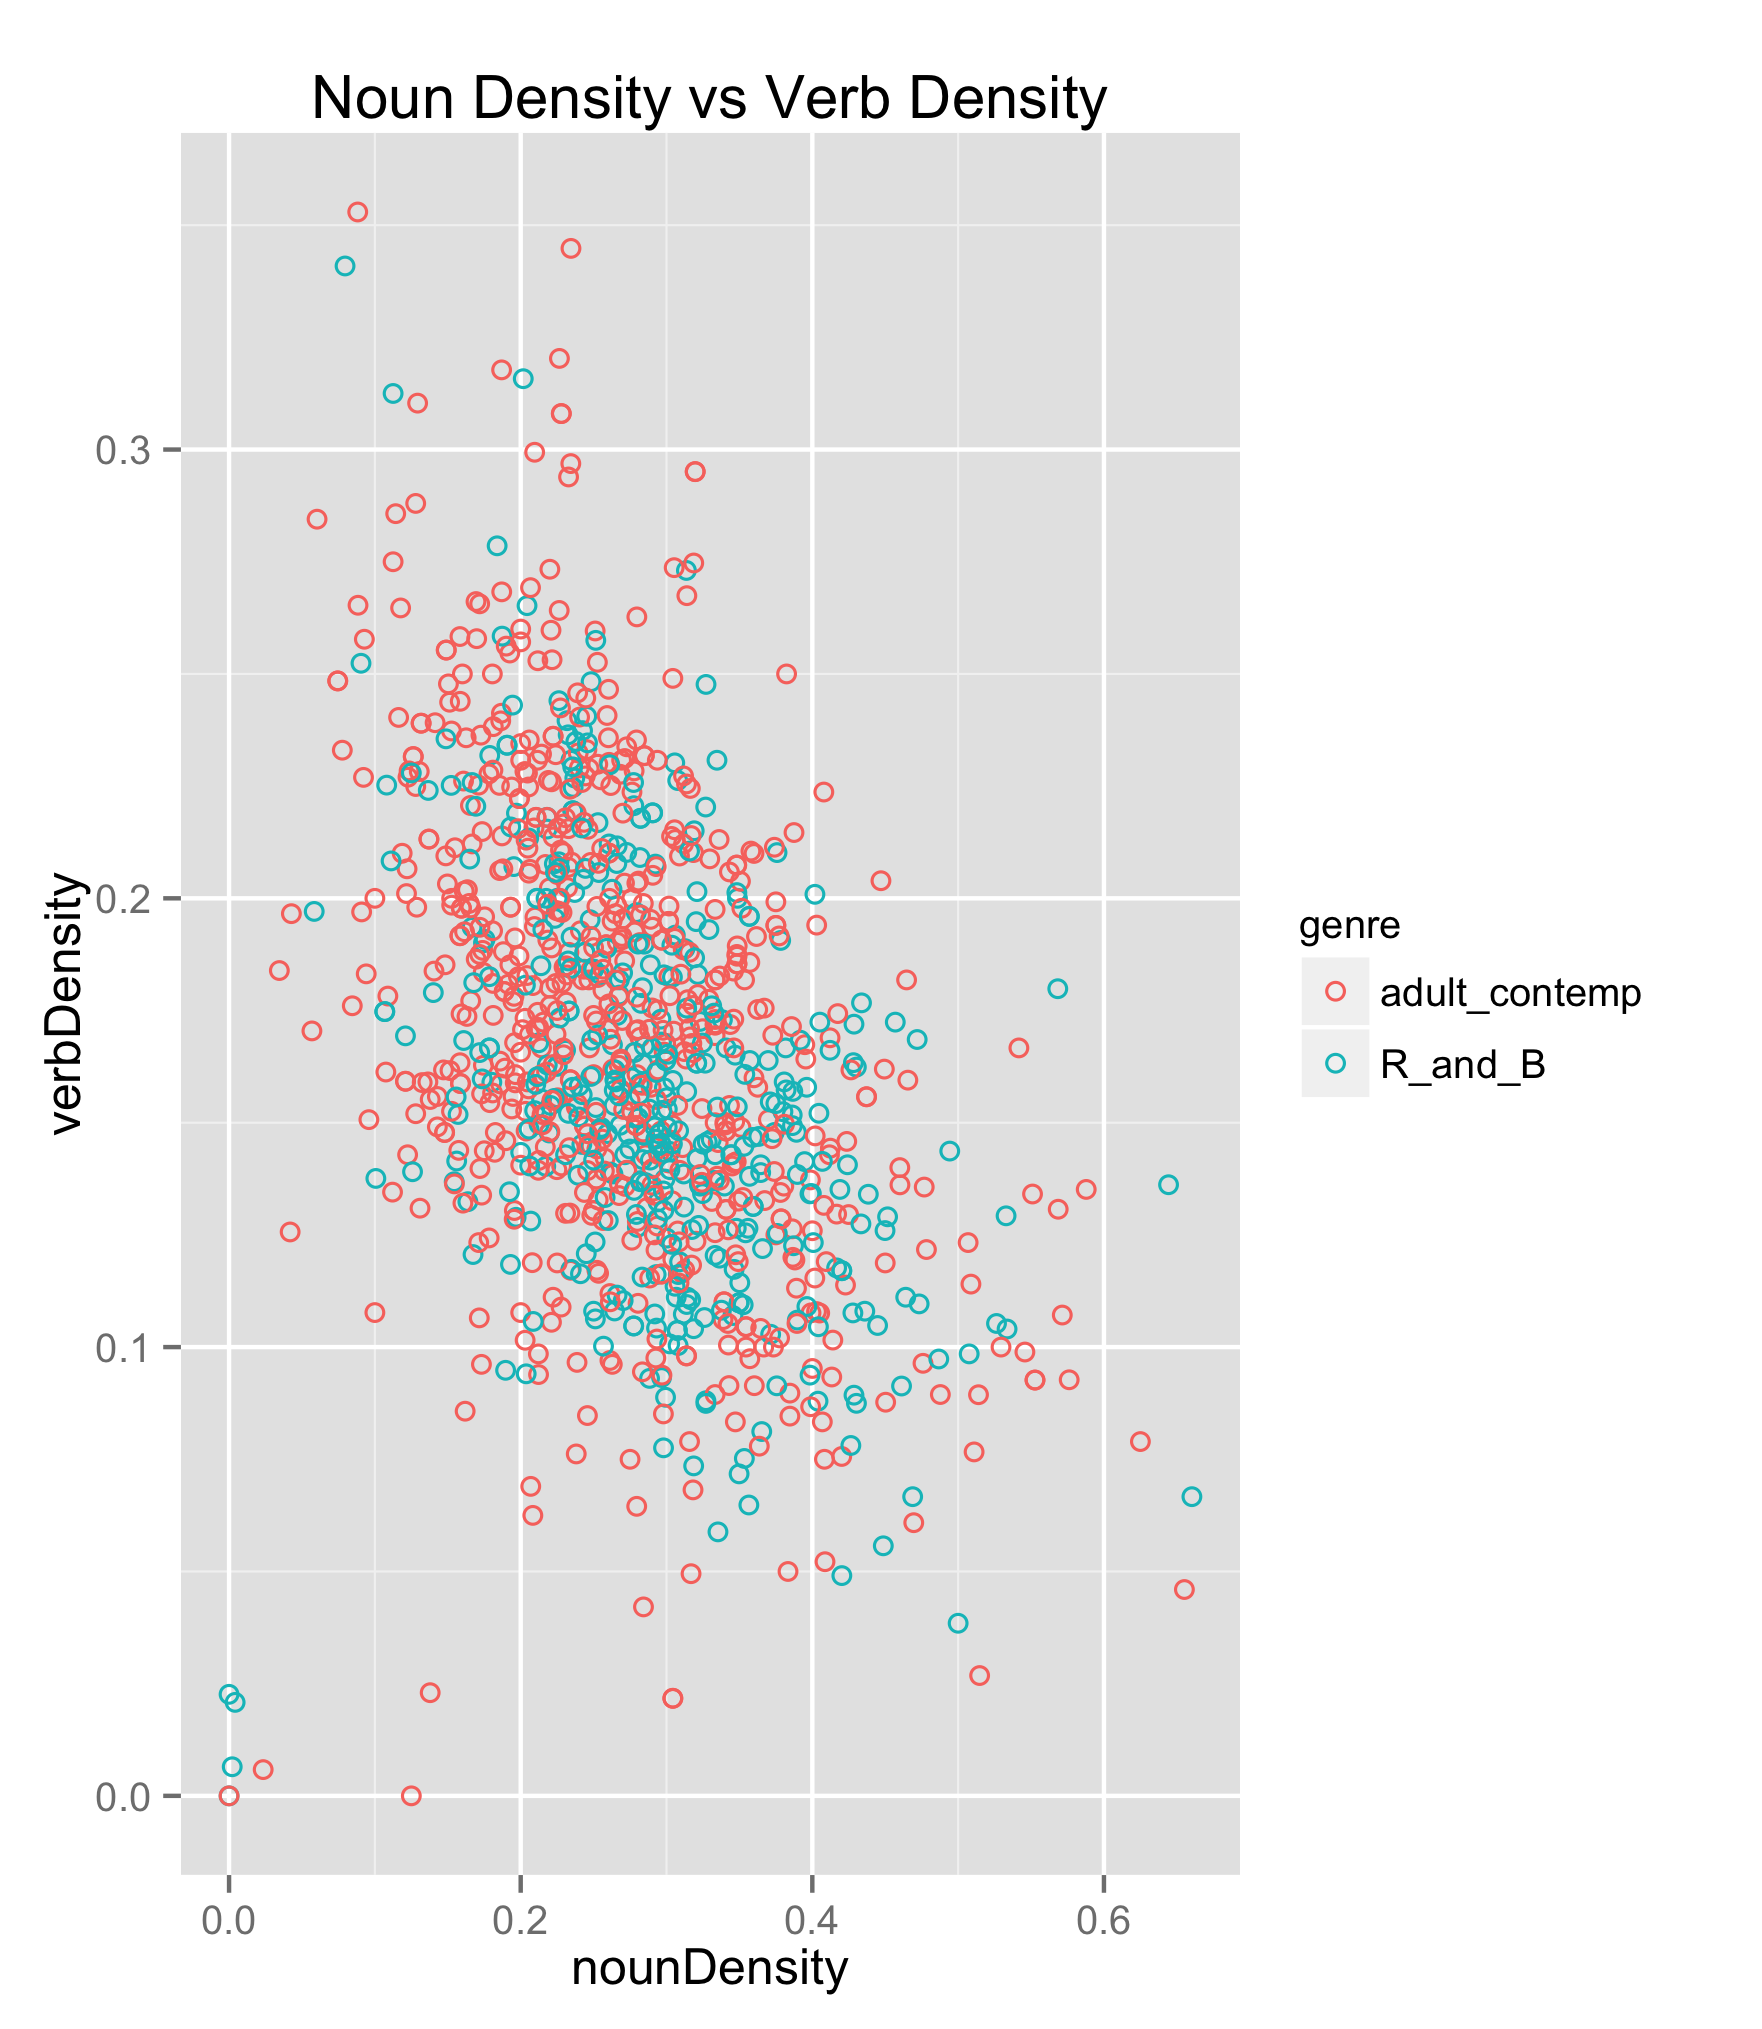 Noun Density vs Verb Density
verbDensity
0.3
0.2
0.1
0.0
0.0 0.2 0.4 0.6
nounDensity
genre
adult_contemp
R_and_B